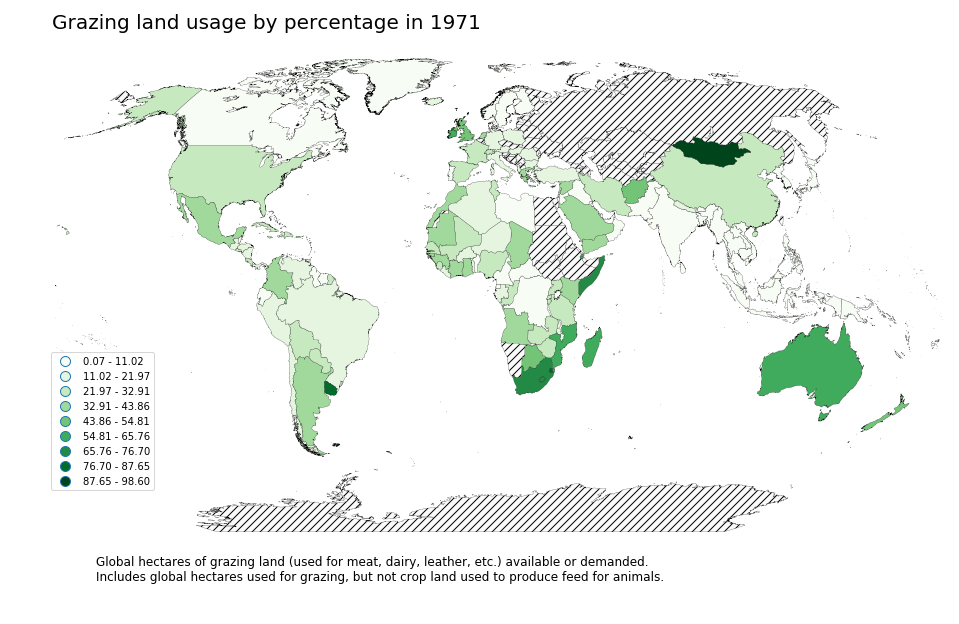 Grazing land usage by percentage in 1971
0.07 - 11.02
11.02 - 21.97
21.97 - 32.91
32.91 - 43.86
43.86 - 54.81
54.81 - 65.76
65.76 - 76.70
76.70 - 87.65
87.65 - 98.60
Global hectares of grazing land (used for meat, dairy, leather, etc.) available or demanded.
Includes global hectares used for grazing, but not crop land used to produce feed for animals.